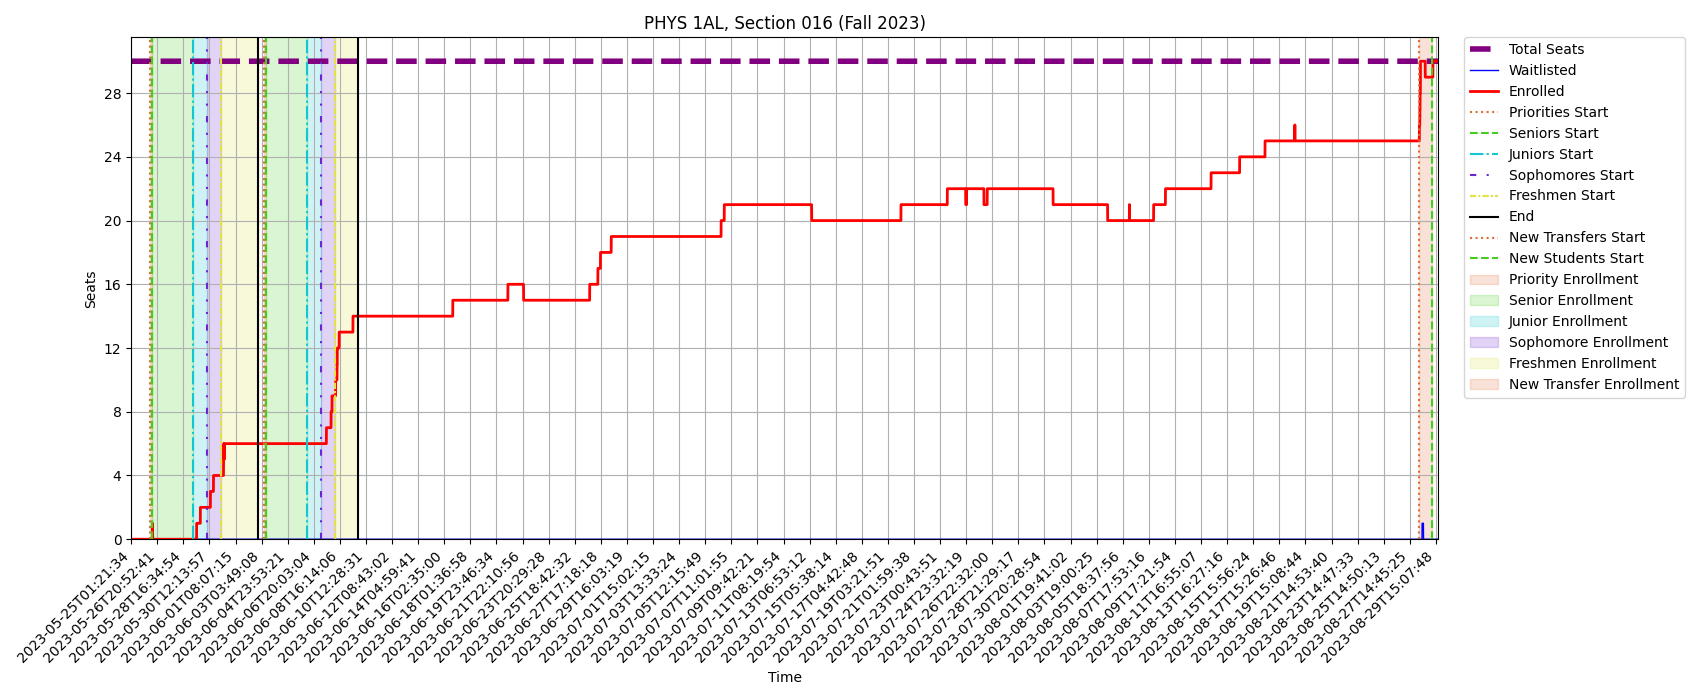 PHYS 1AL, Section 016 (Fall 2023)
Seats
28
24
20
16
12
8
4
0
2023-05-25T01:21:34
2023-05-26T20:52:41
2023-05-28T16:34:54
2023-05-30T12:13:57
2023-06-01T08:07:15
2023-06-03T03:49:08
2023-06-04T23:53:21
2023-06-06T20:03:04
2023-06-08T16:14:06
2023-06-10T12:28:31
2023-06-12T08:43:02
2023-06-14T04:59:41
2023-06-16T02:35:00
2023-06-18T01:36:58
2023-06-19T23:46:34
2023-06-21T22:10:56
2023-06-23T20:29:28
2023-06-25T18:42:32
2023-06-27T17:18:18
2023-06-29T16:03:19
2023-07-01T15:02:15
2023-07-03T13:33:24
2023-07-05T12:15:49
2023-07-07T11:01:55
2023-07-09T09:42:21
2023-07-11T08:19:54
2023-07-13T06:53:12
2023-07-15T05:38:14
2023-07-17T04:42:48
2023-07-19T03:21:51
2023-07-21T01:59:38
2023-07-23T00:43:51
2023-07-24T23:32:19
2023-07-26T22:32:00
2023-07-28T21:29:17
2023-07-30T20:28:54
2023-08-01T19:41:02
2023-08-03T19:00:25
2023-08-05T18:37:56
2023-08-07T17:53:16
2023-08-09T17:21:54
2023-08-11T16:55:07
2023-08-13T16:27:16
2023-08-15T15:56:24
2023-08-17T15:26:46
2023-08-19T15:08:44
2023-08-21T14:53:40
2023-08-23T14:47:33
2023-08-25T14:50:13
2023-08-27T14:45:25
2023-08-29T15:07:48
Time
Total Seats
Waitlisted
Enrolled
Priorities Start
Seniors Start
Juniors Start
Sophomores Start
Freshmen Start
End
New Transfers Start
New Students Start
Priority Enrollment
Senior Enrollment
Junior Enrollment
Sophomore Enrollment
Freshmen Enrollment
New Transfer Enrollment